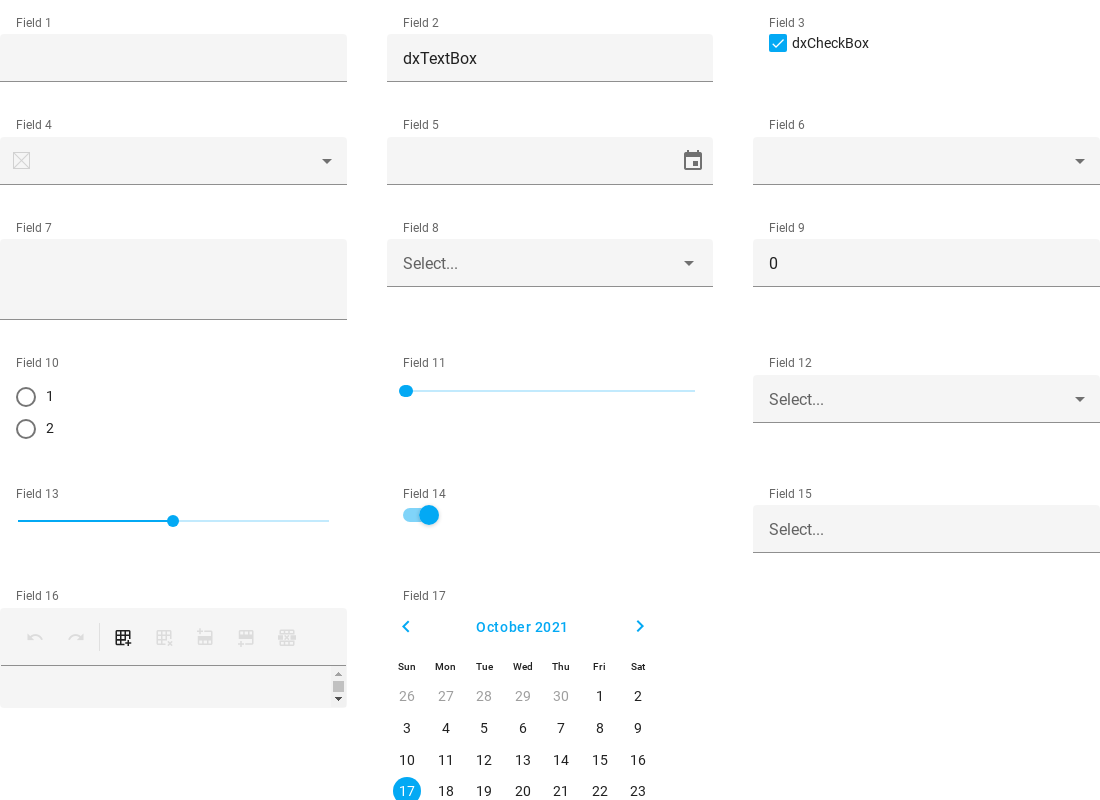 Field 1
Field 2
Field 3
dxTextBox
dxCheckBox
Field 4
Field 5
Field 6
Field 7
Field 8
Field 9
Select...
0
Field 10
Field 11
Field 12
1
2
Select...
Field 13
Field 14
Field 15
Select...
Field 16
Field 17
October 2021
Sun Mon Tue Wed Thu Fri Sat
26 27 28 29 30 1 2
3 4 5 6 7 8 9
10 11 12 13 14 15 16
17 18 19 20 21 22 23